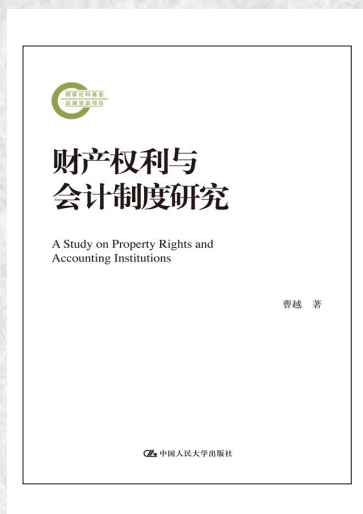 国家社科基金
后期资助项目
财产权利与
会计制度研究
A Study on Property Rights and
Accounting Institutions
曹越 著
中国人民大学出版社